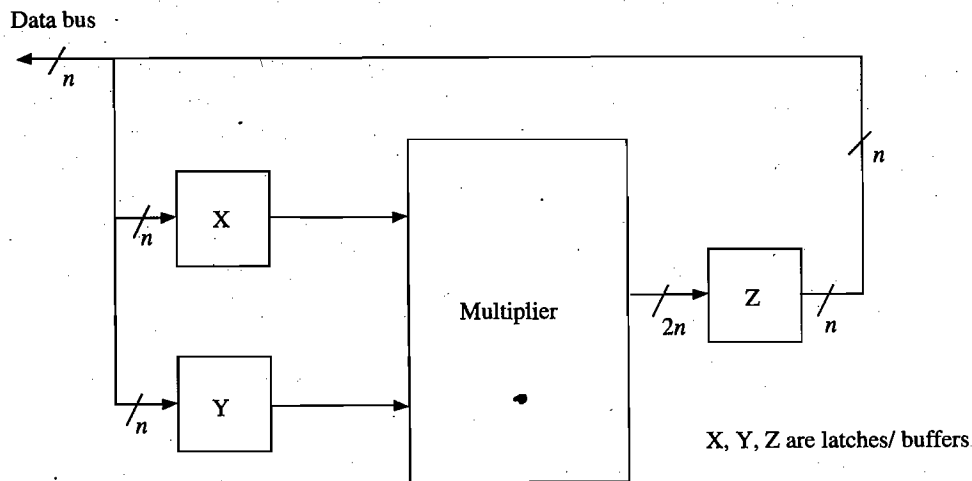 Data bus
n
n
n
X
Multiplier
Z
2n
n
n
Y
X, Y, Z are latches/ buffers